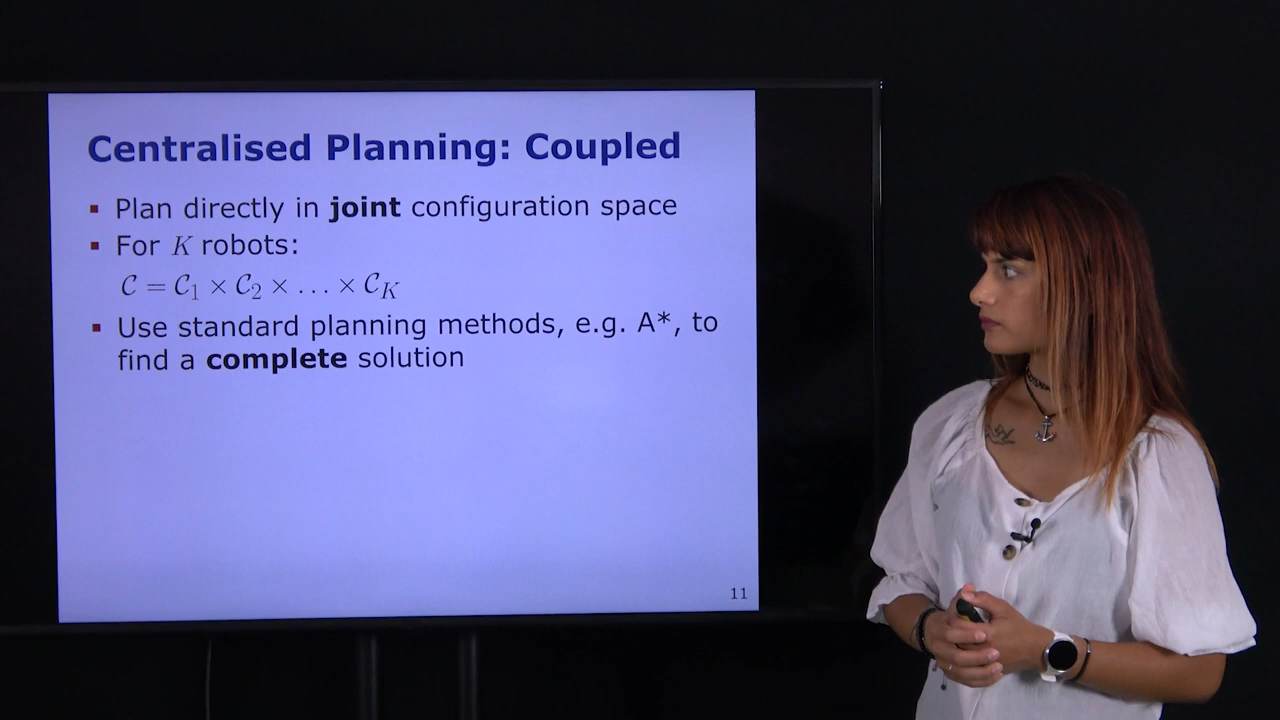 Centralised Planning: Coupled
▪ Plan directly in joint configuration space
▪ For K robots:
𝒞 = 𝒞₁ × 𝒞₂ × … × 𝒞_K
▪ Use standard planning methods, e.g. A*, to
find a complete solution
11